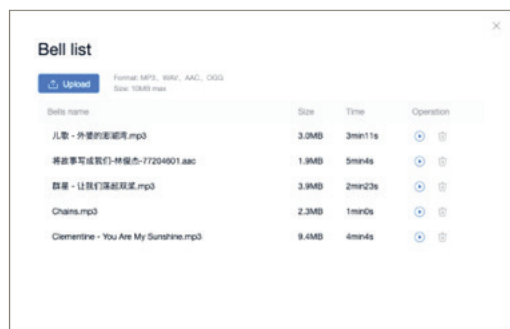 Bell list
Upload
Format: MP3、WAV、AAC、OGG
Size: 10MB max
Bells name Size Time Operation
儿歌 - 外婆的澎湖湾.mp3 3.0MB 3min11s
将故事写成我们-林俊杰-77204601.aac 1.9MB 5min4s
群星 - 让我们荡起双桨.mp3 3.9MB 2min23s
Chains.mp3 2.3MB 1min0s
Clementine - You Are My Sunshine.mp3 9.4MB 4min4s